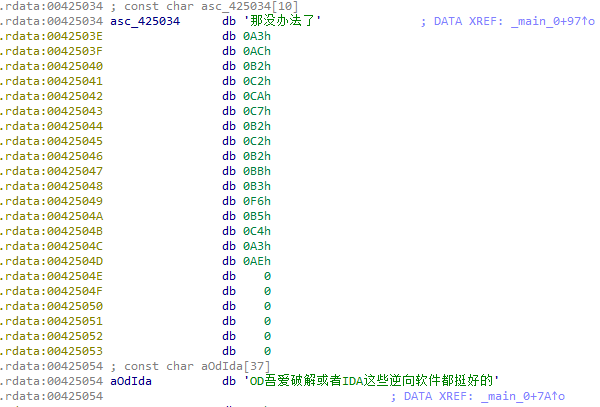 .rdata:00425034 ; const char asc_425034[10]
.rdata:00425034 asc_425034 db '那没办法了' ; DATA XREF: _main_0+97↑o
.rdata:0042503E db 0A3h
.rdata:0042503F db 0ACh
.rdata:00425040 db 0B2h
.rdata:00425041 db 0C2h
.rdata:00425042 db 0CAh
.rdata:00425043 db 0C7h
.rdata:00425044 db 0B2h
.rdata:00425045 db 0C2h
.rdata:00425046 db 0B2h
.rdata:00425047 db 0BBh
.rdata:00425048 db 0B3h
.rdata:00425049 db 0F6h
.rdata:0042504A db 0B5h
.rdata:0042504B db 0C4h
.rdata:0042504C db 0A3h
.rdata:0042504D db 0AEh
.rdata:0042504E db 0
.rdata:0042504F db 0
.rdata:00425050 db 0
.rdata:00425051 db 0
.rdata:00425052 db 0
.rdata:00425053 db 0
.rdata:00425054 ; const char aOdIda[37]
.rdata:00425054 aOdIda db 'OD吾爱破解或者IDA这些逆向软件都挺好的'
.rdata:00425054 ; DATA XREF: _main_0+7A↑o